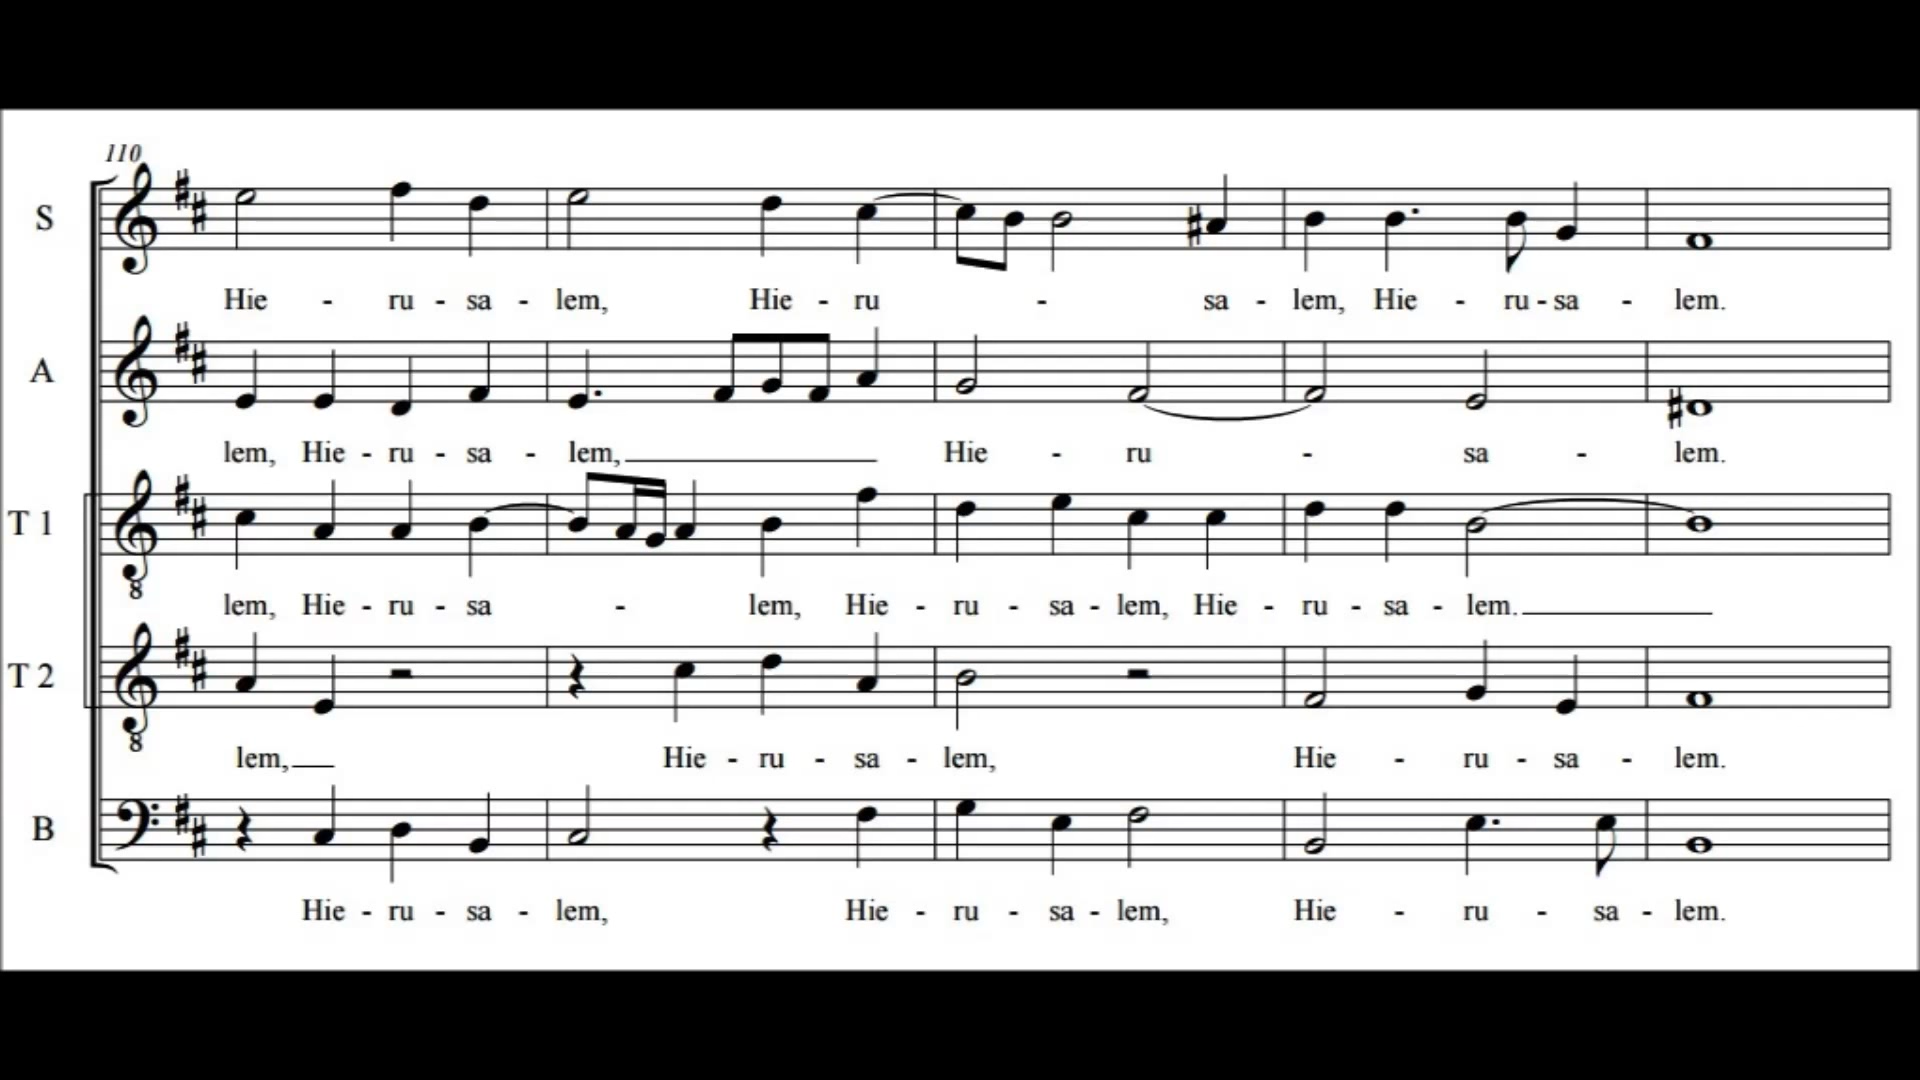 110
S
Hie - ru - sa - lem, Hie - ru - sa - lem, Hie - ru - sa - lem.
A
lem, Hie - ru - sa - lem, Hie - ru - sa - lem.
T 1
8
lem, Hie - ru - sa - lem, Hie - ru - sa - lem, Hie - ru - sa - lem.
T 2
8
lem, Hie - ru - sa - lem, Hie - ru - sa - lem.
B
Hie - ru - sa - lem, Hie - ru - sa - lem, Hie - ru - sa - lem.